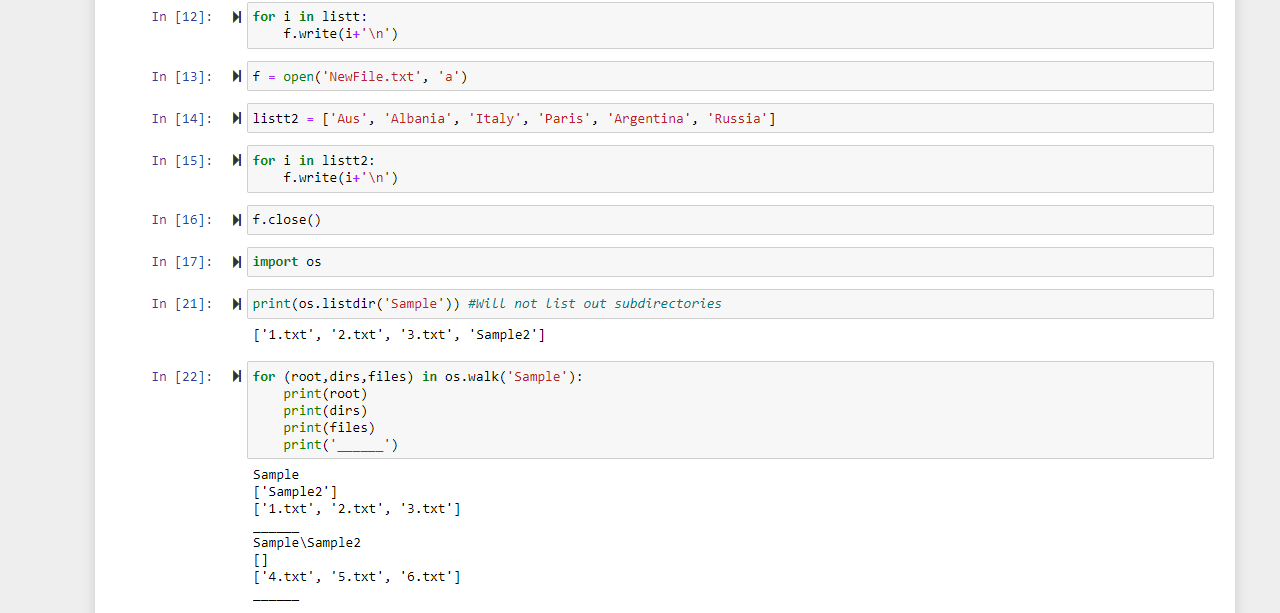 In [12]: for i in listt:
    f.write(i+'\n')
In [13]: f = open('NewFile.txt', 'a')
In [14]: listt2 = ['Aus', 'Albania', 'Italy', 'Paris', 'Argentina', 'Russia']
In [15]: for i in listt2:
    f.write(i+'\n')
In [16]: f.close()
In [17]: import os
In [21]: print(os.listdir('Sample')) #Will not list out subdirectories
['1.txt', '2.txt', '3.txt', 'Sample2']
In [22]: for (root,dirs,files) in os.walk('Sample'):
    print(root)
    print(dirs)
    print(files)
    print('______')
Sample
['Sample2']
['1.txt', '2.txt', '3.txt']
______
Sample\Sample2
[]
['4.txt', '5.txt', '6.txt']
______